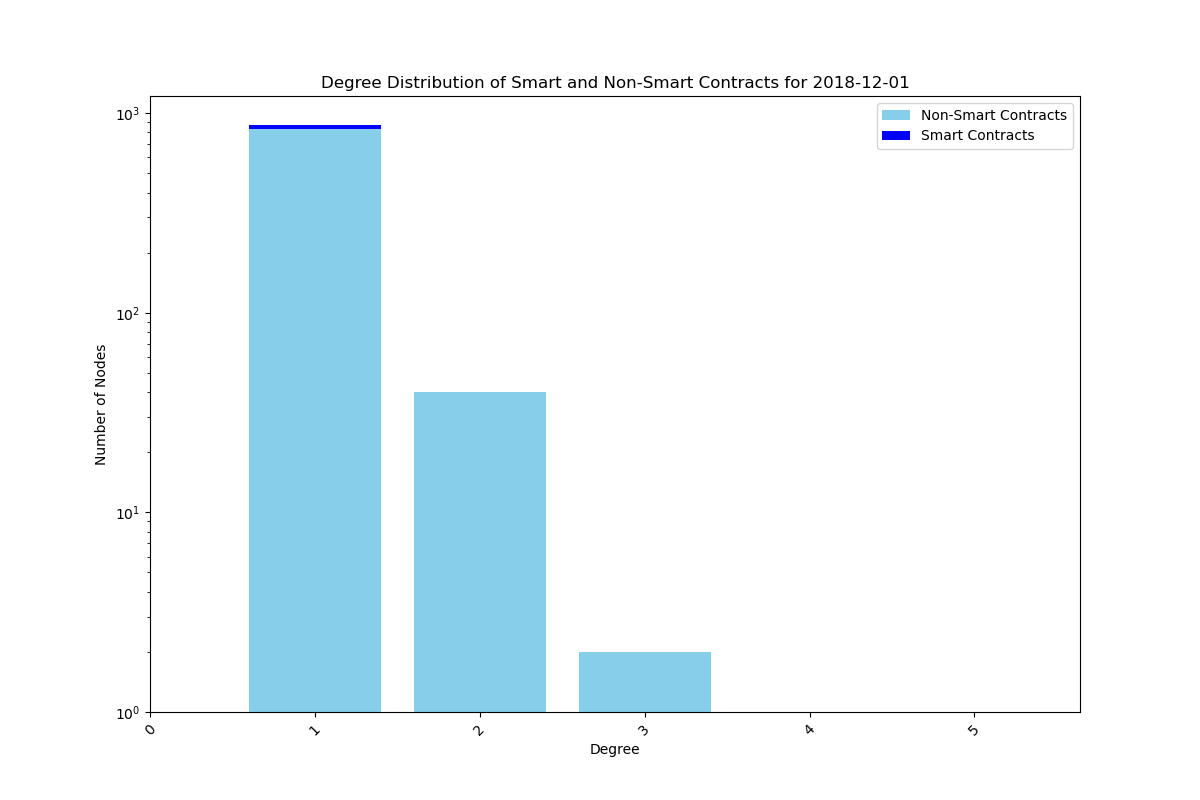 Degree Distribution of Smart and Non-Smart Contracts for 2018-12-01
Non-Smart Contracts
Smart Contracts
10³
10²
10¹
10⁰
Number of Nodes
0 1 2 3 4 5
Degree